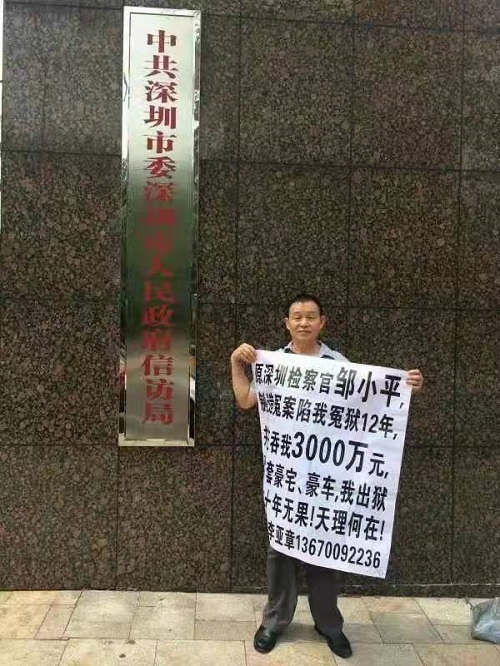 中共深圳市委深圳市人民政府信访局
原深圳检察官邹小平,
制造冤案陷我冤狱12年,
吞我3000万元,
套豪宅、豪车,我出狱
十年无果!天理何在!
李亚章13670092236